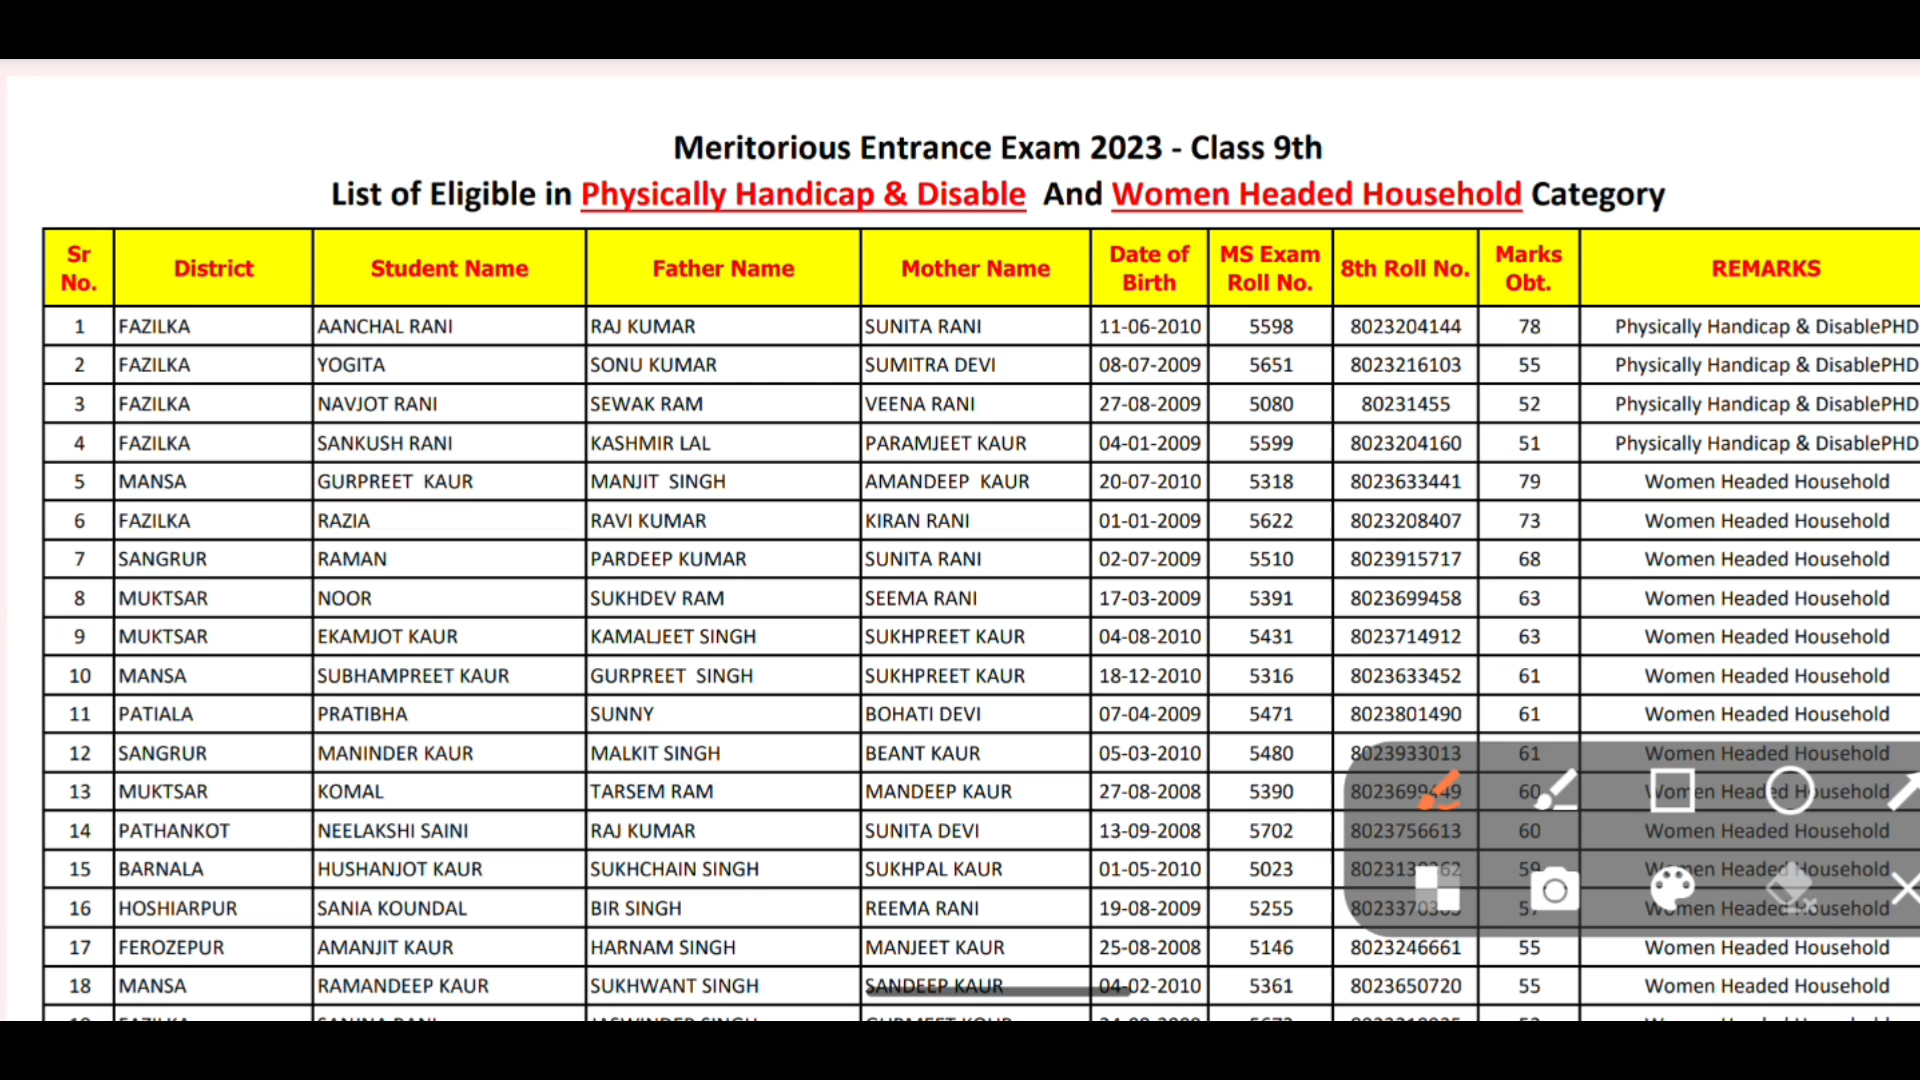 Meritorious Entrance Exam 2023 - Class 9th
List of Eligible in Physically Handicap & Disable And Women Headed Household Category
Sr No. District Student Name Father Name Mother Name Date of Birth MS Exam Roll No. 8th Roll No. Marks Obt. REMARKS
1 FAZILKA AANCHAL RANI RAJ KUMAR SUNITA RANI 11-06-2010 5598 8023204144 78 Physically Handicap & DisablePHD
2 FAZILKA YOGITA SONU KUMAR SUMITRA DEVI 08-07-2009 5651 8023216103 55 Physically Handicap & DisablePHD
3 FAZILKA NAVJOT RANI SEWAK RAM VEENA RANI 27-08-2009 5080 80231455 52 Physically Handicap & DisablePHD
4 FAZILKA SANKUSH RANI KASHMIR LAL PARAMJEET KAUR 04-01-2009 5599 8023204160 51 Physically Handicap & DisablePHD
5 MANSA GURPREET KAUR MANJIT SINGH AMANDEEP KAUR 20-07-2010 5318 8023633441 79 Women Headed Household
6 FAZILKA RAZIA RAVI KUMAR KIRAN RANI 01-01-2009 5622 8023208407 73 Women Headed Household
7 SANGRUR RAMAN PARDEEP KUMAR SUNITA RANI 02-07-2009 5510 8023915717 68 Women Headed Household
8 MUKTSAR NOOR SUKHDEV RAM SEEMA RANI 17-03-2009 5391 8023699458 63 Women Headed Household
9 MUKTSAR EKAMJOT KAUR KAMALJEET SINGH SUKHPREET KAUR 04-08-2010 5431 8023714912 63 Women Headed Household
10 MANSA SUBHAMPREET KAUR GURPREET SINGH SUKHPREET KAUR 18-12-2010 5316 8023633452 61 Women Headed Household
11 PATIALA PRATIBHA SUNNY BOHATI DEVI 07-04-2009 5471 8023801490 61 Women Headed Household
12 SANGRUR MANINDER KAUR MALKIT SINGH BEANT KAUR 05-03-2010 5480 8023933013 61 Women Headed Household
13 MUKTSAR KOMAL TARSEM RAM MANDEEP KAUR 27-08-2008 5390 8023699449 60 Women Headed Household
14 PATHANKOT NEELAKSHI SAINI RAJ KUMAR SUNITA DEVI 13-09-2008 5702 8023756613 60 Women Headed Household
15 BARNALA HUSHANJOT KAUR SUKHCHAIN SINGH SUKHPAL KAUR 01-05-2010 5023 59 Women Headed Household
16 HOSHIARPUR SANIA KOUNDAL BIR SINGH REEMA RANI 19-08-2009 5255 57 Women Headed Household
17 FEROZEPUR AMANJIT KAUR HARNAM SINGH MANJEET KAUR 25-08-2008 5146 8023246661 55 Women Headed Household
18 MANSA RAMANDEEP KAUR SUKHWANT SINGH SANDEEP KAUR 04-02-2010 5361 8023650720 55 Women Headed Household